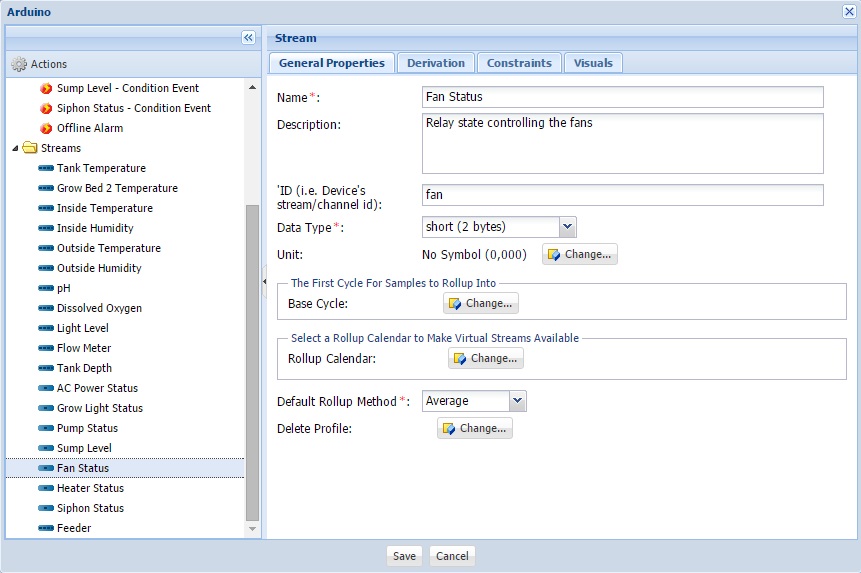 Arduino
Actions
Sump Level - Condition Event
Siphon Status - Condition Event
Offline Alarm
Streams
Tank Temperature
Grow Bed 2 Temperature
Inside Temperature
Inside Humidity
Outside Temperature
Outside Humidity
pH
Dissolved Oxygen
Light Level
Flow Meter
Tank Depth
AC Power Status
Grow Light Status
Pump Status
Sump Level
Fan Status
Heater Status
Siphon Status
Feeder
Stream
General Properties Derivation Constraints Visuals
Name*: Fan Status
Description: Relay state controlling the fans
'ID (i.e. Device's
stream/channel id): fan
Data Type*: short (2 bytes)
Unit: No Symbol (0,000) Change...
The First Cycle For Samples to Rollup Into
Base Cycle: Change...
Select a Rollup Calendar to Make Virtual Streams Available
Rollup Calendar: Change...
Default Rollup Method*: Average
Delete Profile: Change...
Save Cancel